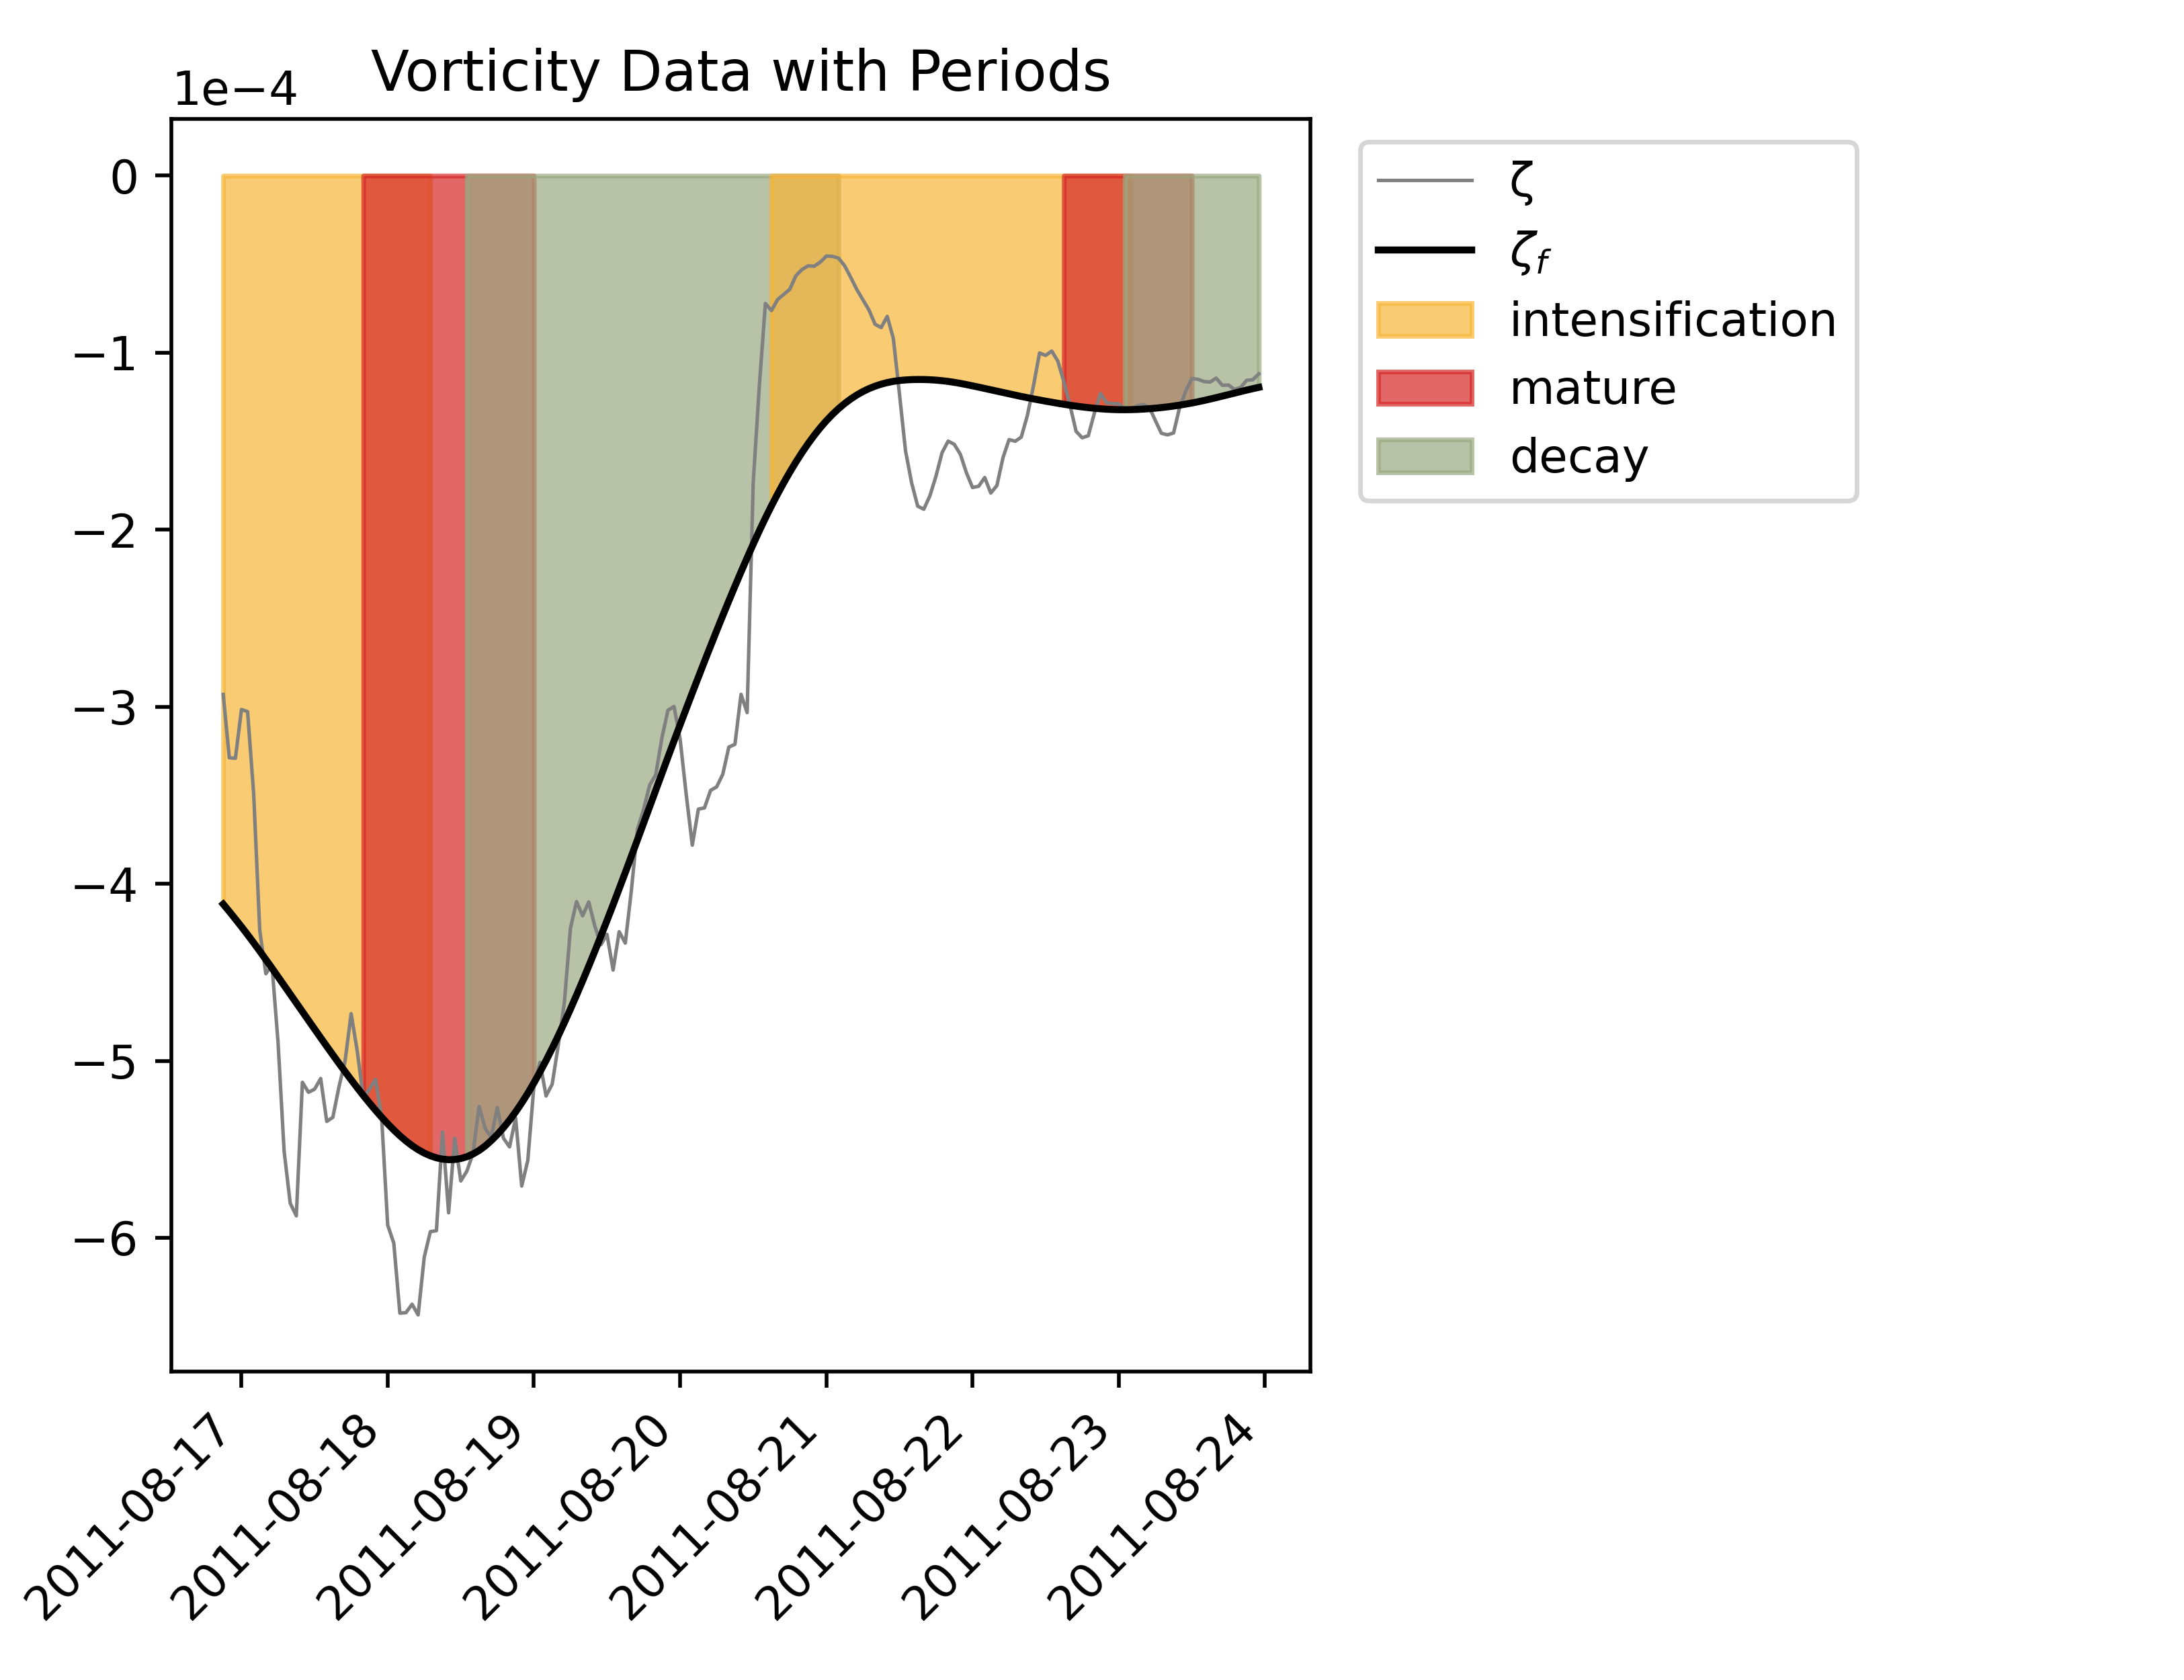 Vorticity Data with Periods
1e−4
0
−1
−2
−3
−4
−5
−6
2011-08-17
2011-08-18
2011-08-19
2011-08-20
2011-08-21
2011-08-22
2011-08-23
2011-08-24
ζ
ζf
intensification
mature
decay